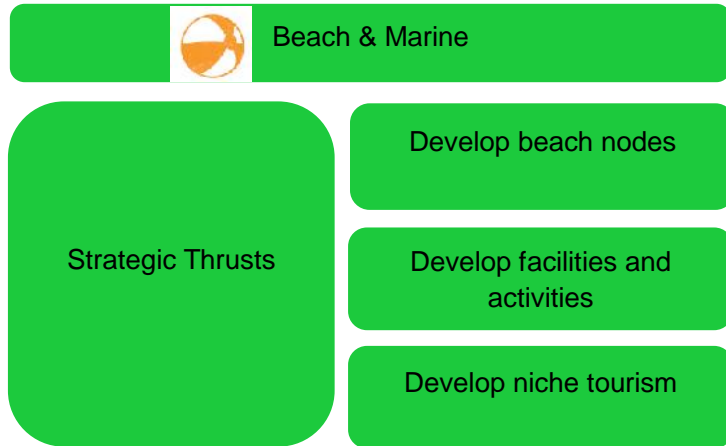 Beach & Marine
Strategic Thrusts
Develop beach nodes
Develop facilities and
activities
Develop niche tourism